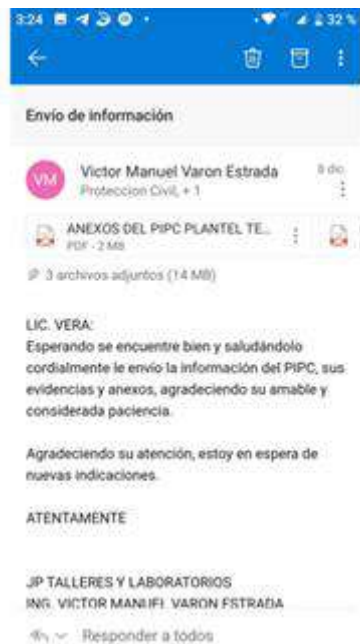 3:24
32 %
Envío de información
VM
Victor Manuel Varon Estrada
8 dic.
Proteccion Civil, + 1
ANEXOS DEL PIPC PLANTEL TE...
PDF - 2 MB
3 archivos adjuntos (14 MB)
LIC. VERA:
Esperando se encuentre bien y saludándolo
cordialmente le envío la información del PIPC, sus
evidencias y anexos, agradeciendo su amable y
considerada paciencia.
Agradeciendo su atención, estoy en espera de
nuevas indicaciones.
ATENTAMENTE
JP TALLERES Y LABORATORIOS
ING. VICTOR MANUEL VARON ESTRADA
Responder a todos